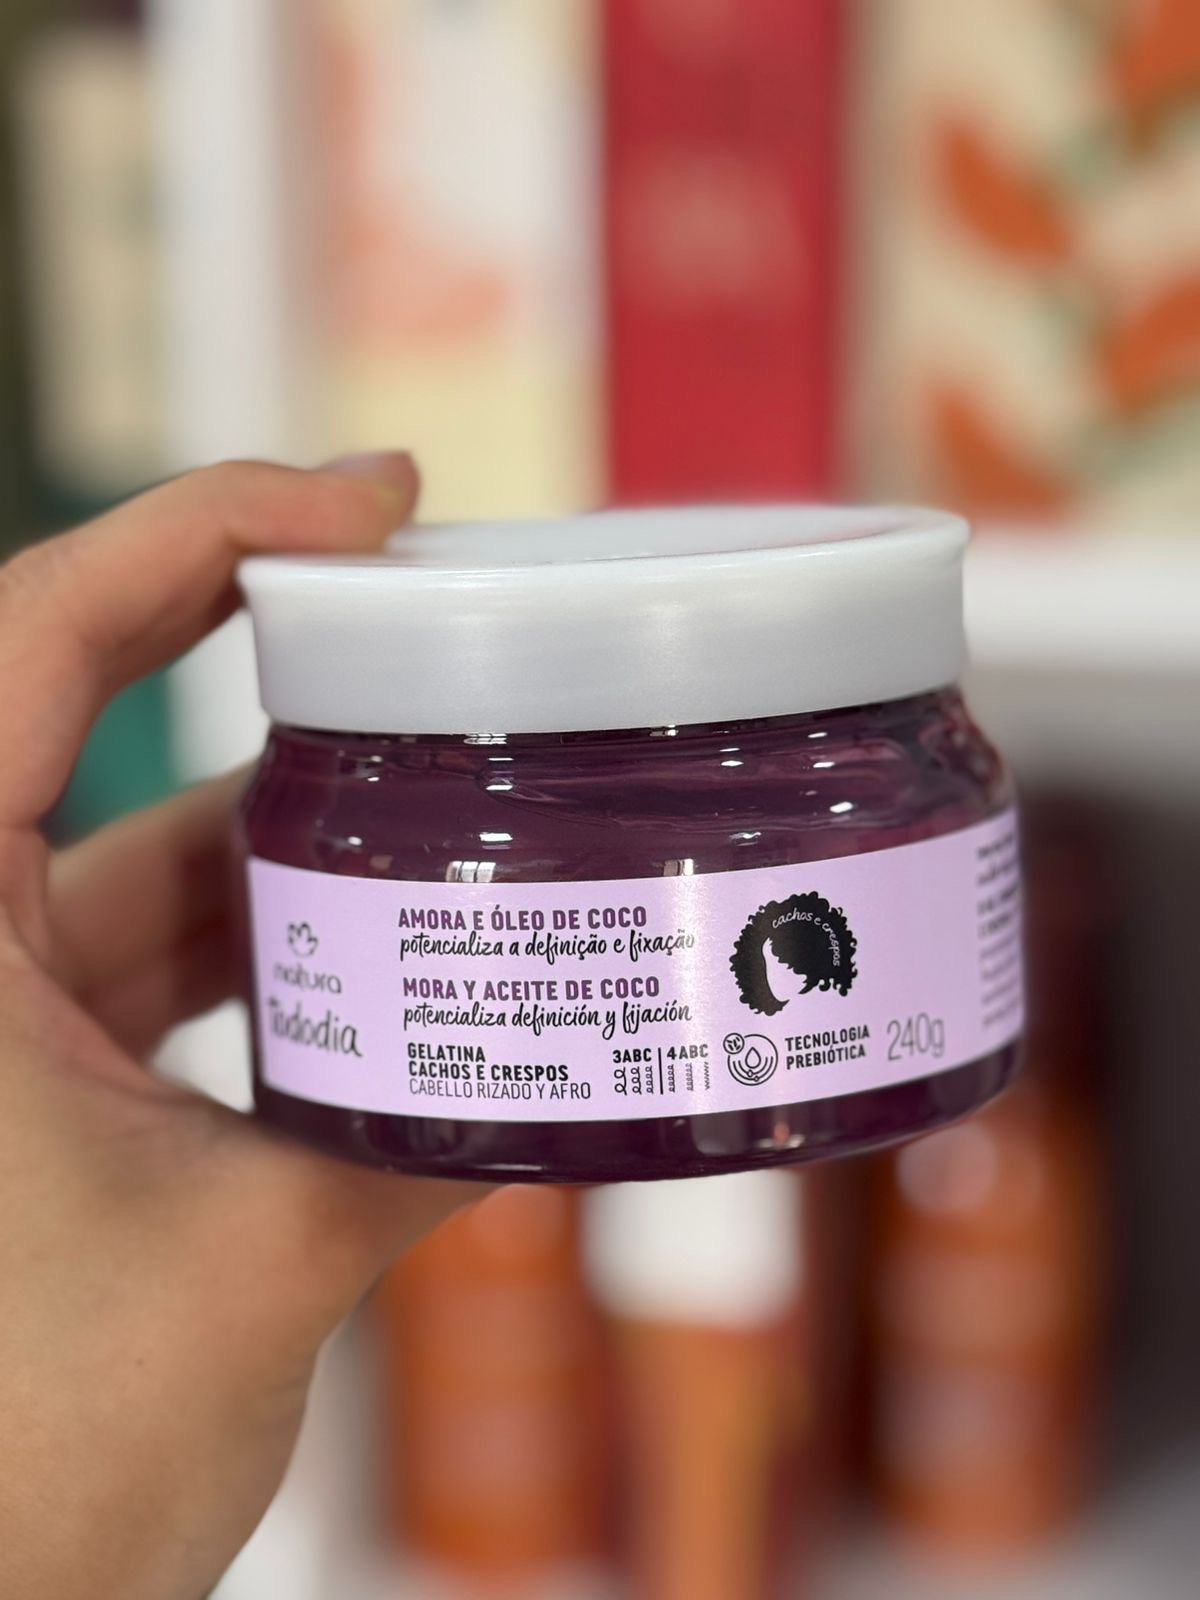 natura
Tododia
AMORA E ÓLEO DE COCO
potencializa a definição e fixação²
MORA Y ACEITE DE COCO
potencializa definición y fijación
GELATINA
CACHOS E CRESPOS
CABELLO RIZADO Y AFRO
3ABC | 4ABC
cachos e crespos
TECNOLOGIA
PREBIÓTICA
240g